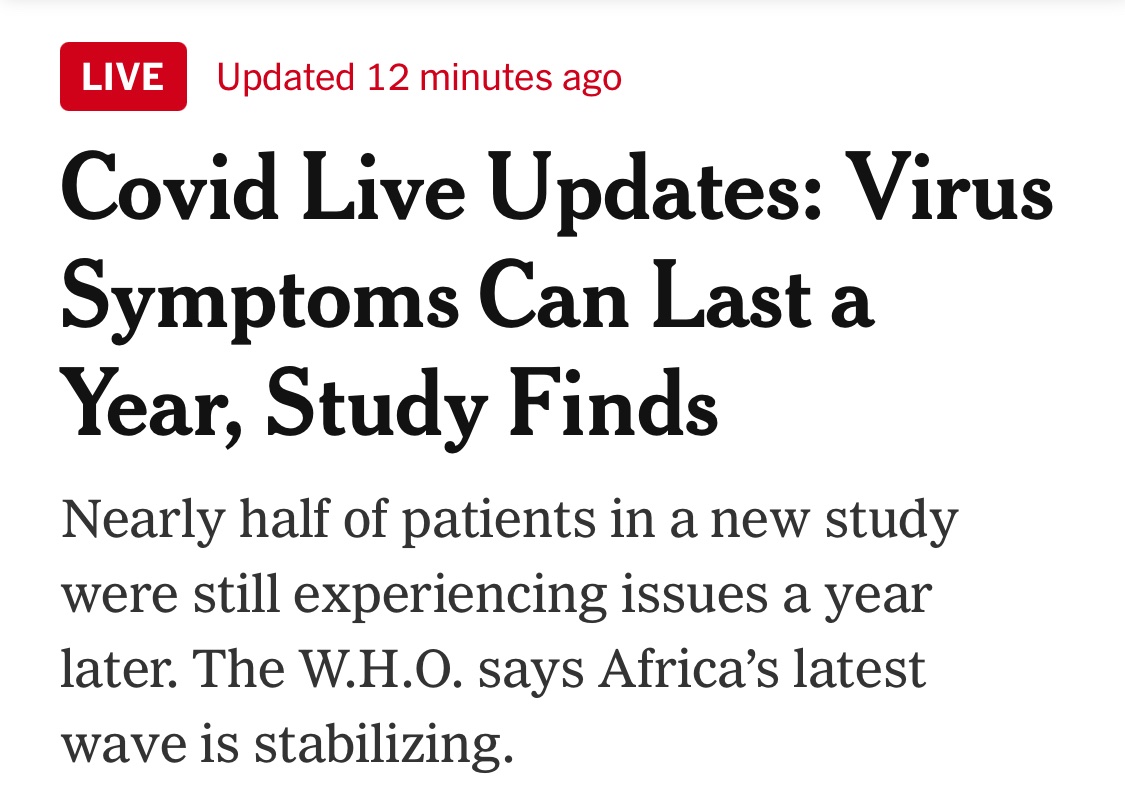 LIVE Updated 12 minutes ago
Covid Live Updates: Virus
Symptoms Can Last a
Year, Study Finds
Nearly half of patients in a new study
were still experiencing issues a year
later. The W.H.O. says Africa’s latest
wave is stabilizing.